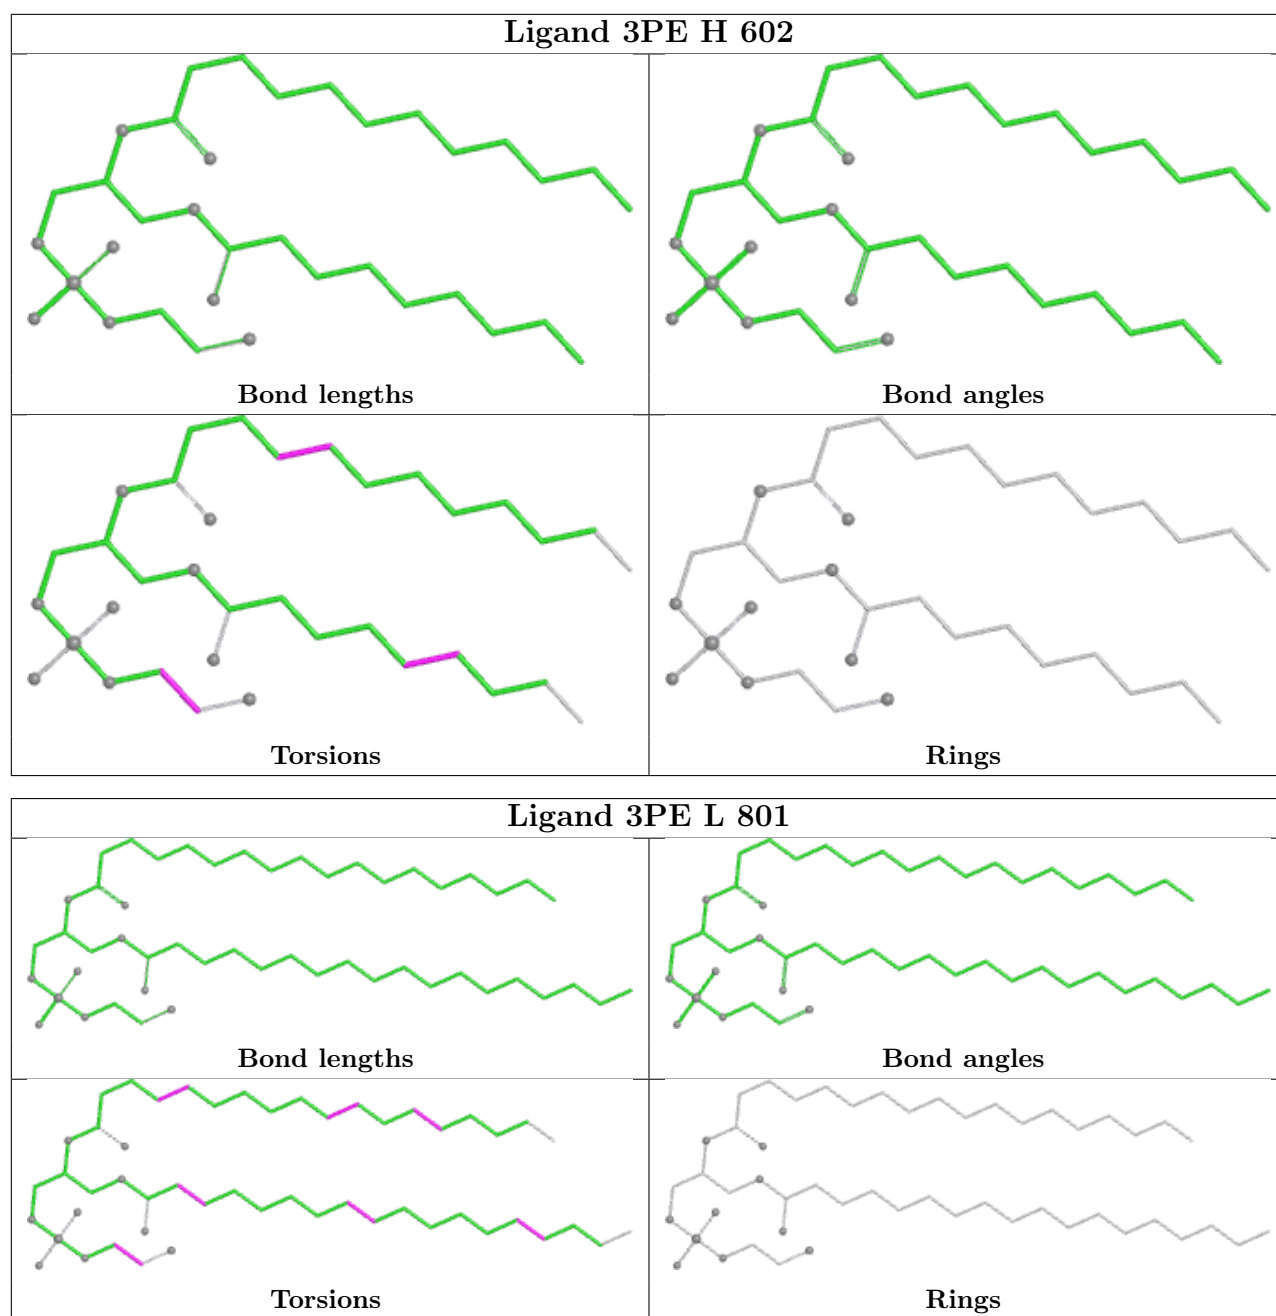 Ligand 3PE H 602
Bond lengths
Bond angles
Torsions
Rings
Ligand 3PE L 801
Bond lengths
Bond angles
Torsions
Rings